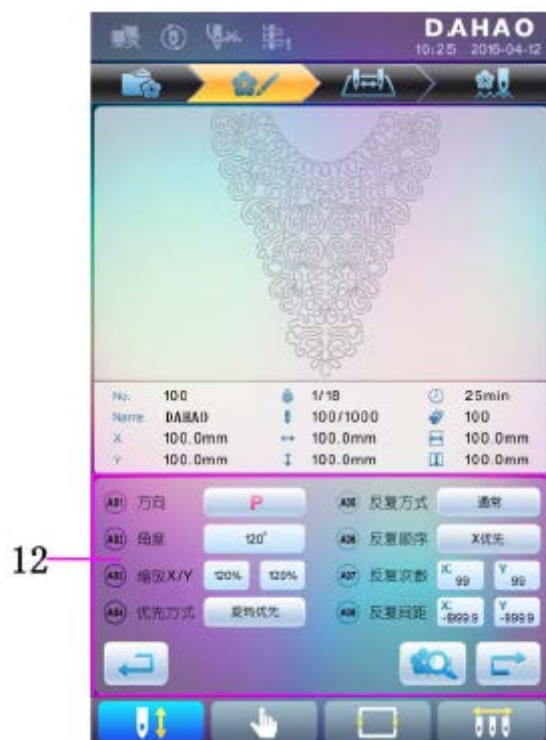 DAHAO
10:25 2015-04-12
No. 100 1/18 25min
Name DAHAO 100/1000 100
X 100.0mm 100.0mm 100.0mm
Y 100.0mm 100.0mm 100.0mm
A01 方向 P A05 反复方式 通常
A02 角度 120° A06 反复顺序 X优先
12
A03 缩放X/Y 120% 120% A07 反复次数 X: 99 Y: 99
A04 优先方式 旋转优先 A08 反复间距 X: -999.9 Y: -999.9